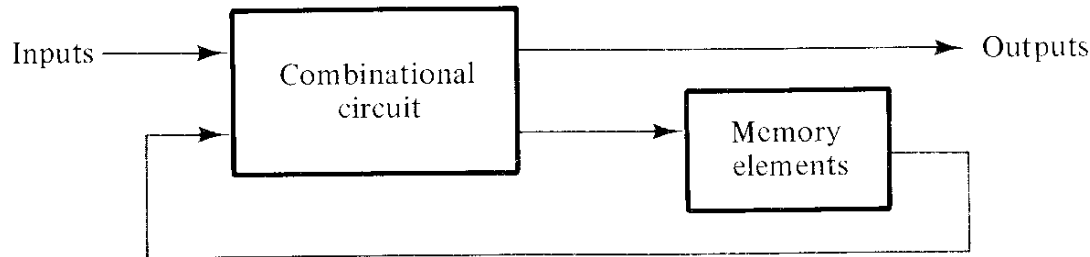 Inputs
Combinational
circuit
Outputs
Memory
elements